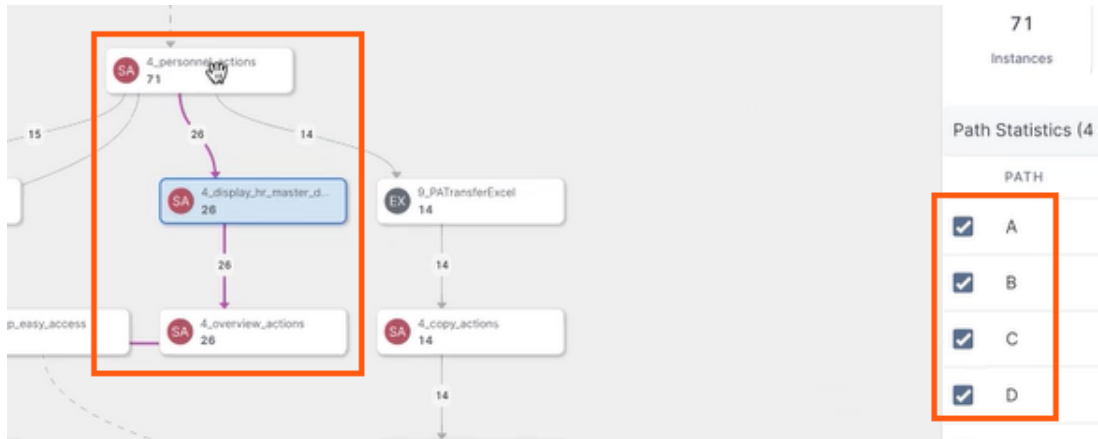 71
Instances
Path Statistics (4
PATH
A
B
C
D
SA 4_personnel_actions
71
15
26
14
SA 4_display_hr_master_d...
26
EX 9_PATransferExcel
14
26
14
p_easy_access
SA 4_overview_actions
26
SA 4_copy_actions
14
14